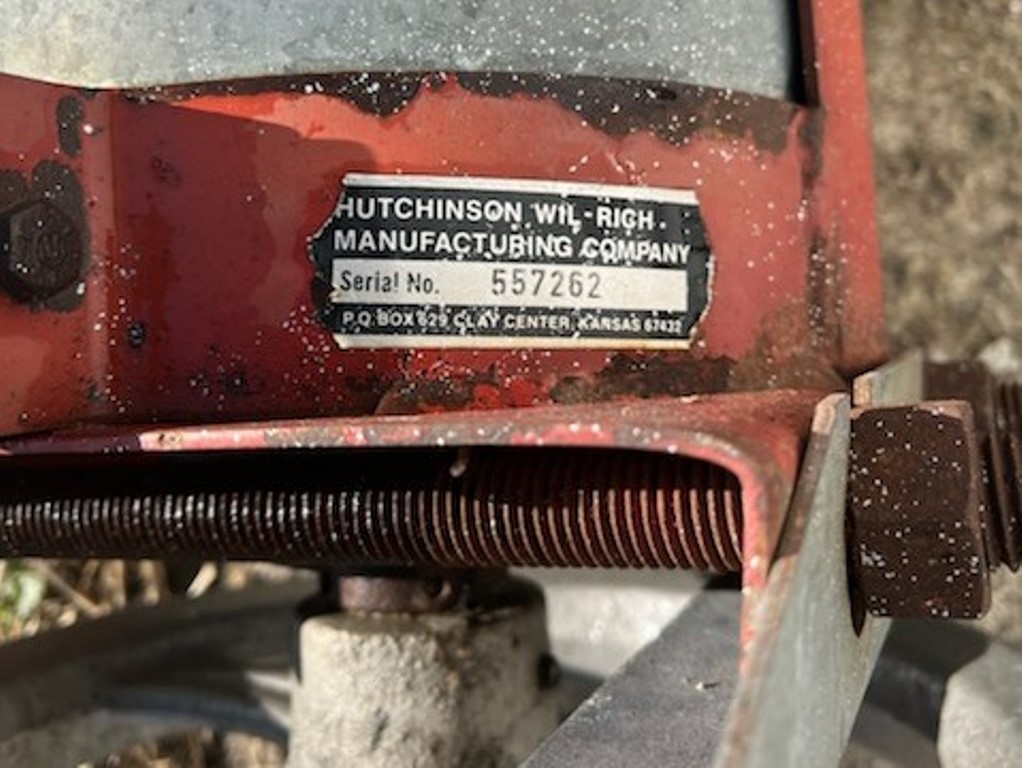 HUTCHINSON WIL-RICH
MANUFACTURING COMPANY
Serial No. 557262
P.O. BOX 629 CLAY CENTER, KANSAS 67432